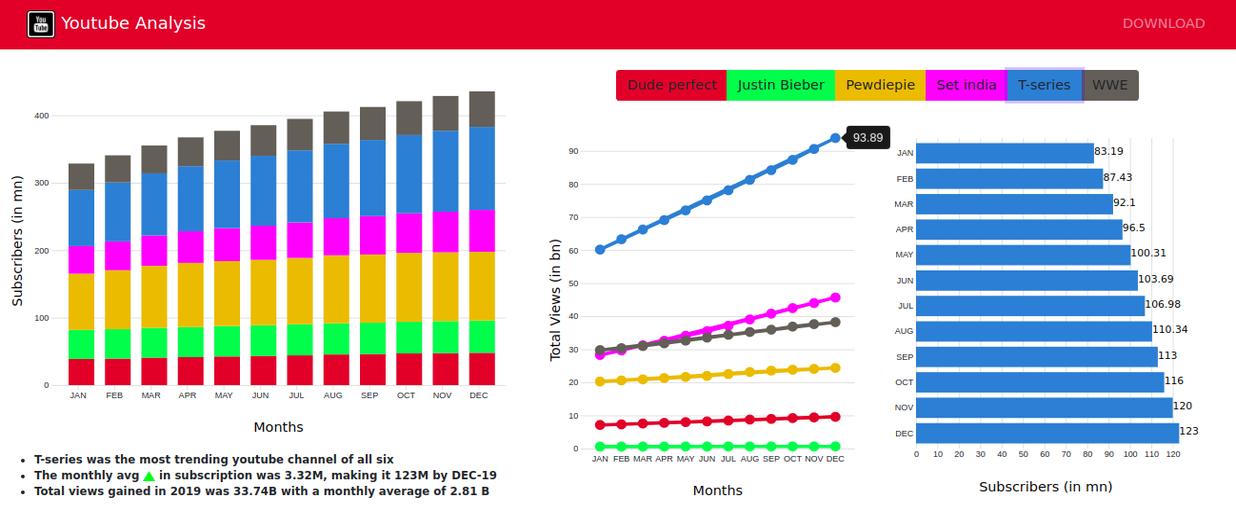 You
Tube
Youtube Analysis
DOWNLOAD
Dude perfect Justin Bieber Pewdiepie Set india T-series WWE
Subscribers (in mn)
400
300
200
100
0
JAN FEB MAR APR MAY JUN JUL AUG SEP OCT NOV DEC
Months
T-series was the most trending youtube channel of all six
The monthly avg in subscription was 3.32M, making it 123M by DEC-19
Total views gained in 2019 was 33.74B with a monthly average of 2.81 B
Total Views (in bn)
93.89
90
80
70
60
50
40
30
20
10
0
JAN FEB MAR APR MAY JUN JUL AUG SEP OCT NOV DEC
Months
JAN 83.19
FEB 87.43
MAR 92.1
APR 96.5
MAY 100.31
JUN 103.69
JUL 106.98
AUG 110.34
SEP 113
OCT 116
NOV 120
DEC 123
0 10 20 30 40 50 60 70 80 90 100 110 120
Subscribers (in mn)